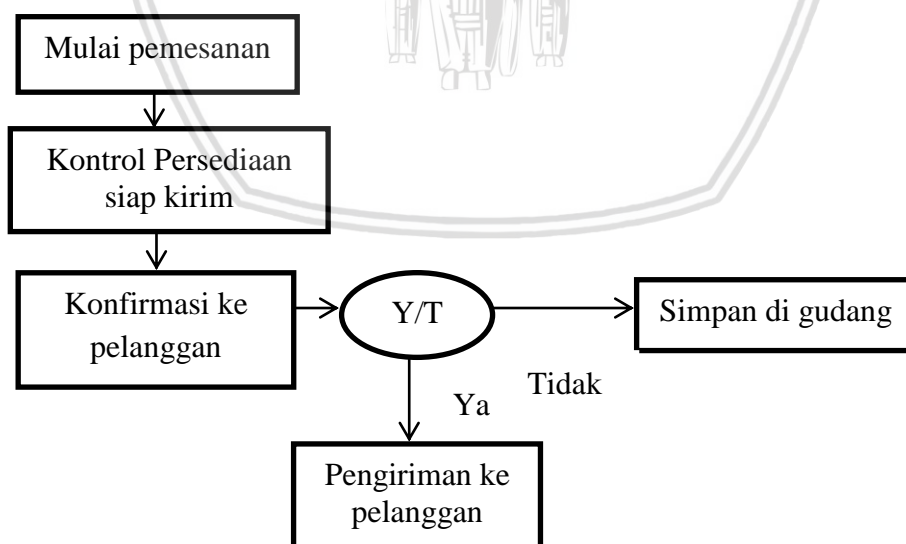 Mulai pemesanan
Kontrol Persediaan
siap kirim
Konfirmasi ke
pelanggan
Y/T
Simpan di gudang
Tidak
Ya
Pengiriman ke
pelanggan